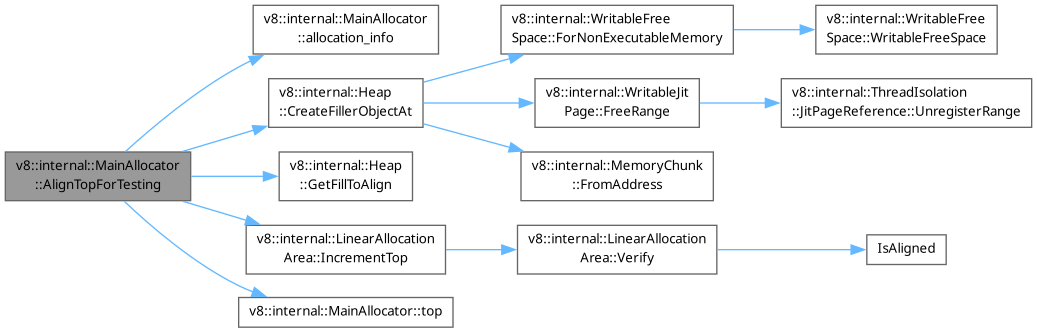 v8::internal::MainAllocator
::AlignTopForTesting
v8::internal::MainAllocator
::allocation_info
v8::internal::Heap
::CreateFillerObjectAt
v8::internal::WritableFree
Space::ForNonExecutableMemory
v8::internal::WritableFree
Space::WritableFreeSpace
v8::internal::WritableJit
Page::FreeRange
v8::internal::ThreadIsolation
::JitPageReference::UnregisterRange
v8::internal::MemoryChunk
::FromAddress
v8::internal::Heap
::GetFillToAlign
v8::internal::LinearAllocation
Area::IncrementTop
v8::internal::LinearAllocation
Area::Verify
IsAligned
v8::internal::MainAllocator::top